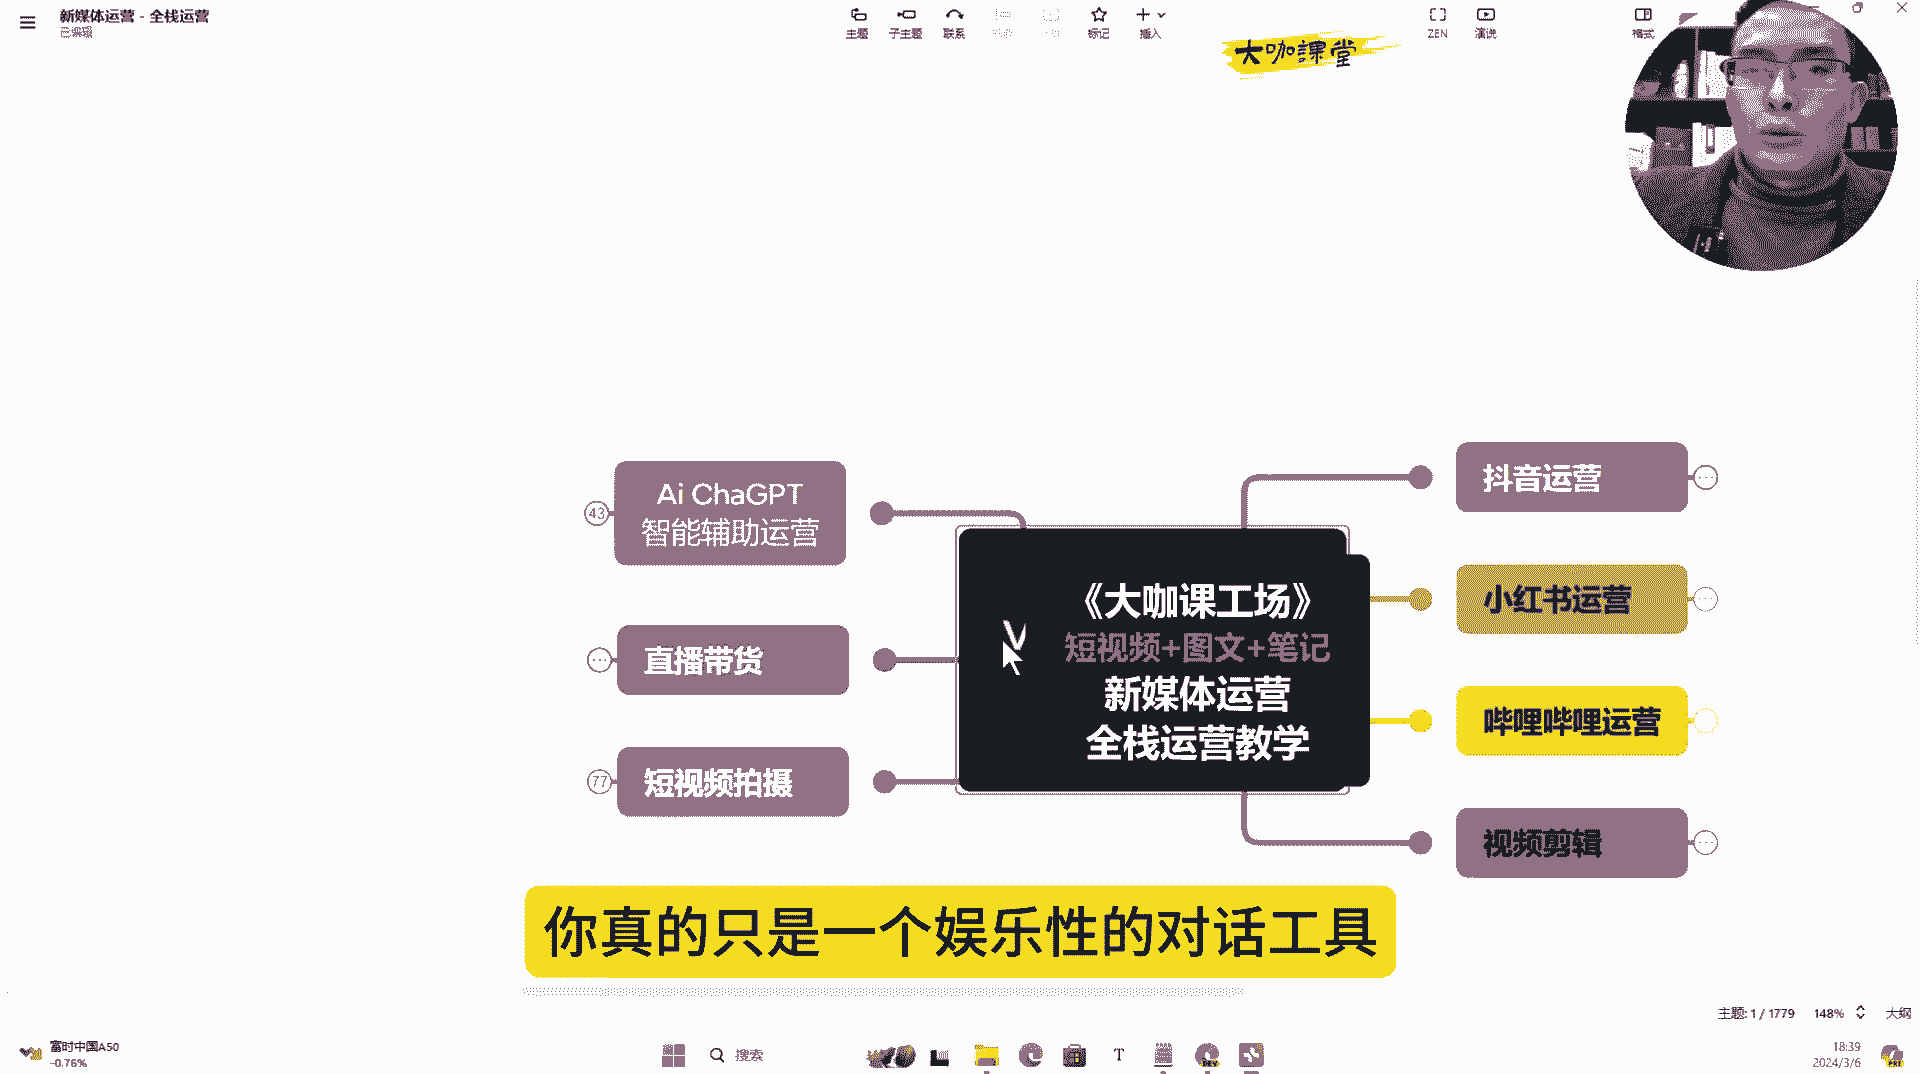 新媒体运营 - 全栈运营
已编辑
主题
子主题
联系
标记
插入
ZEN
演说
格式
大咖課堂
Ai ChaGPT
智能辅助运营
43
直播带货
短视频拍摄
77
《大咖课工场》
短视频+图文+笔记
新媒体运营
全栈运营教学
抖音运营
小红书运营
哔哩哔哩运营
视频剪辑
你真的只是一个娱乐性的对话工具
主题: 1 / 1779
148%
大纲
富时中国A50
-0.76%
搜索
18:39
2024/3/6